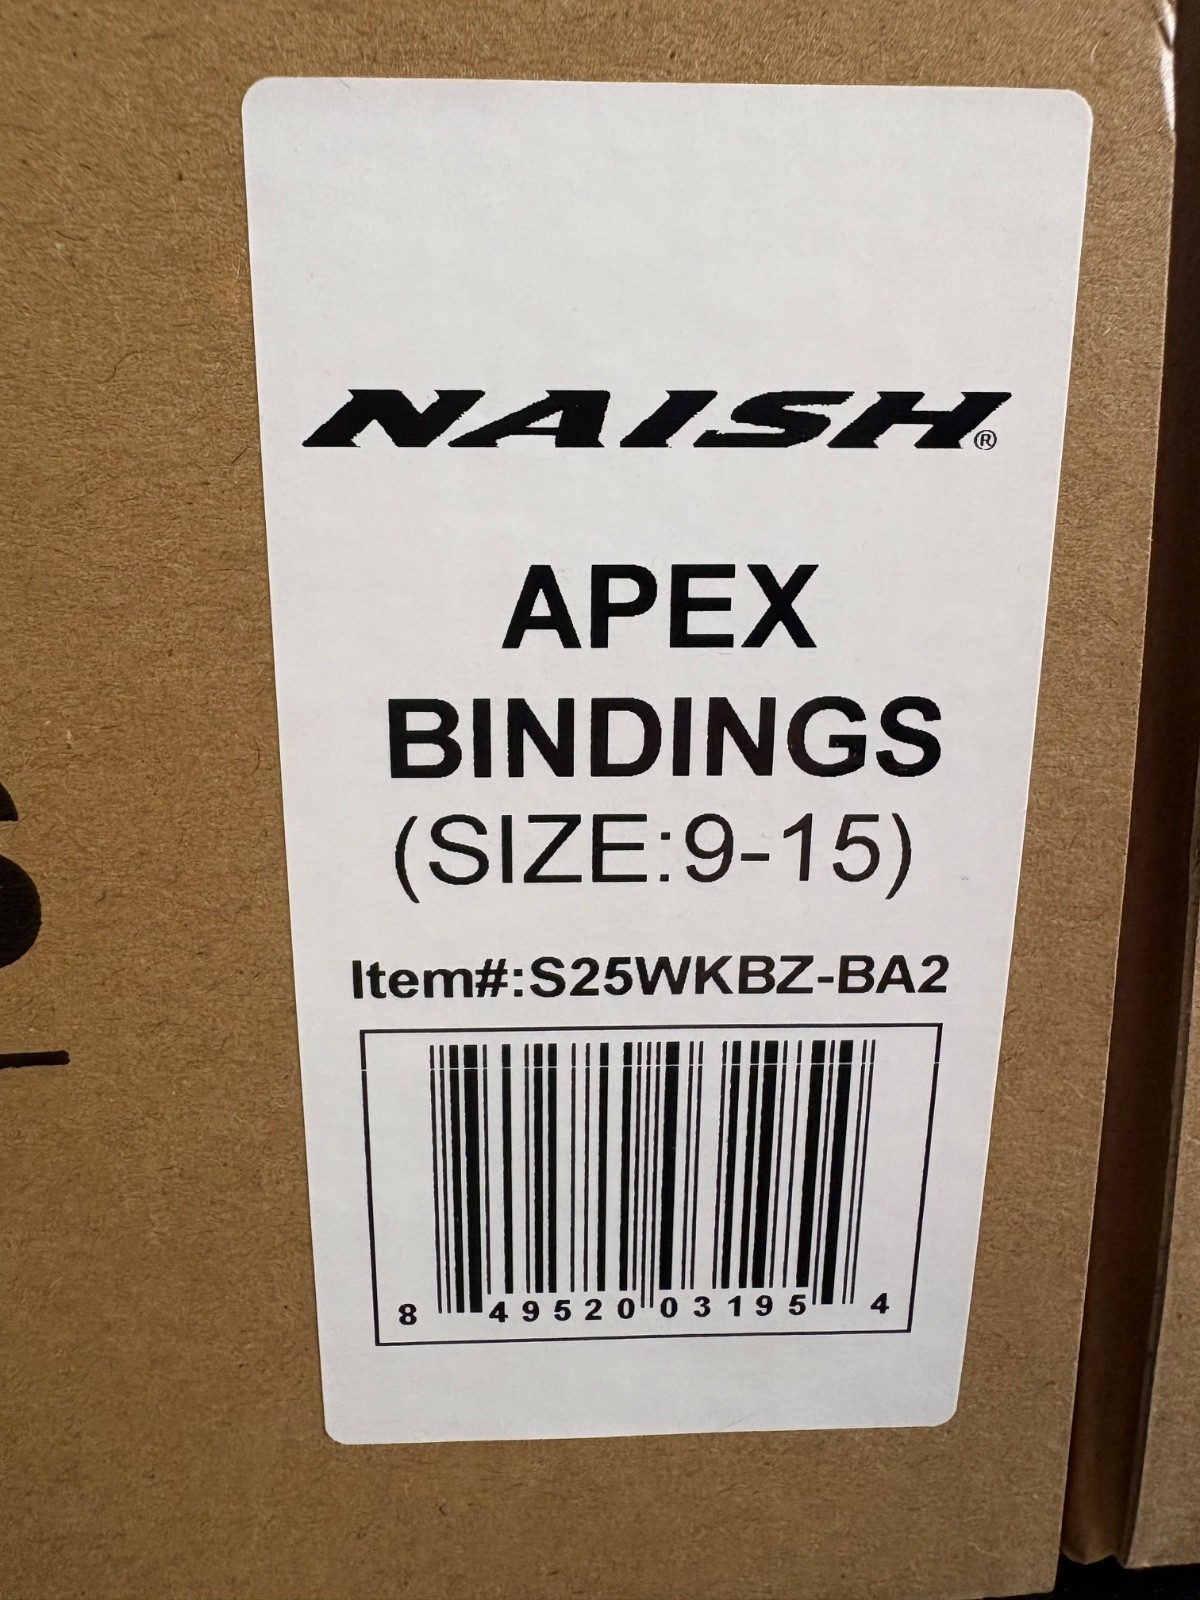 NAISH®
APEX
BINDINGS
(SIZE:9-15)
Item#:S25WKBZ-BA2
8 49520 03195 4